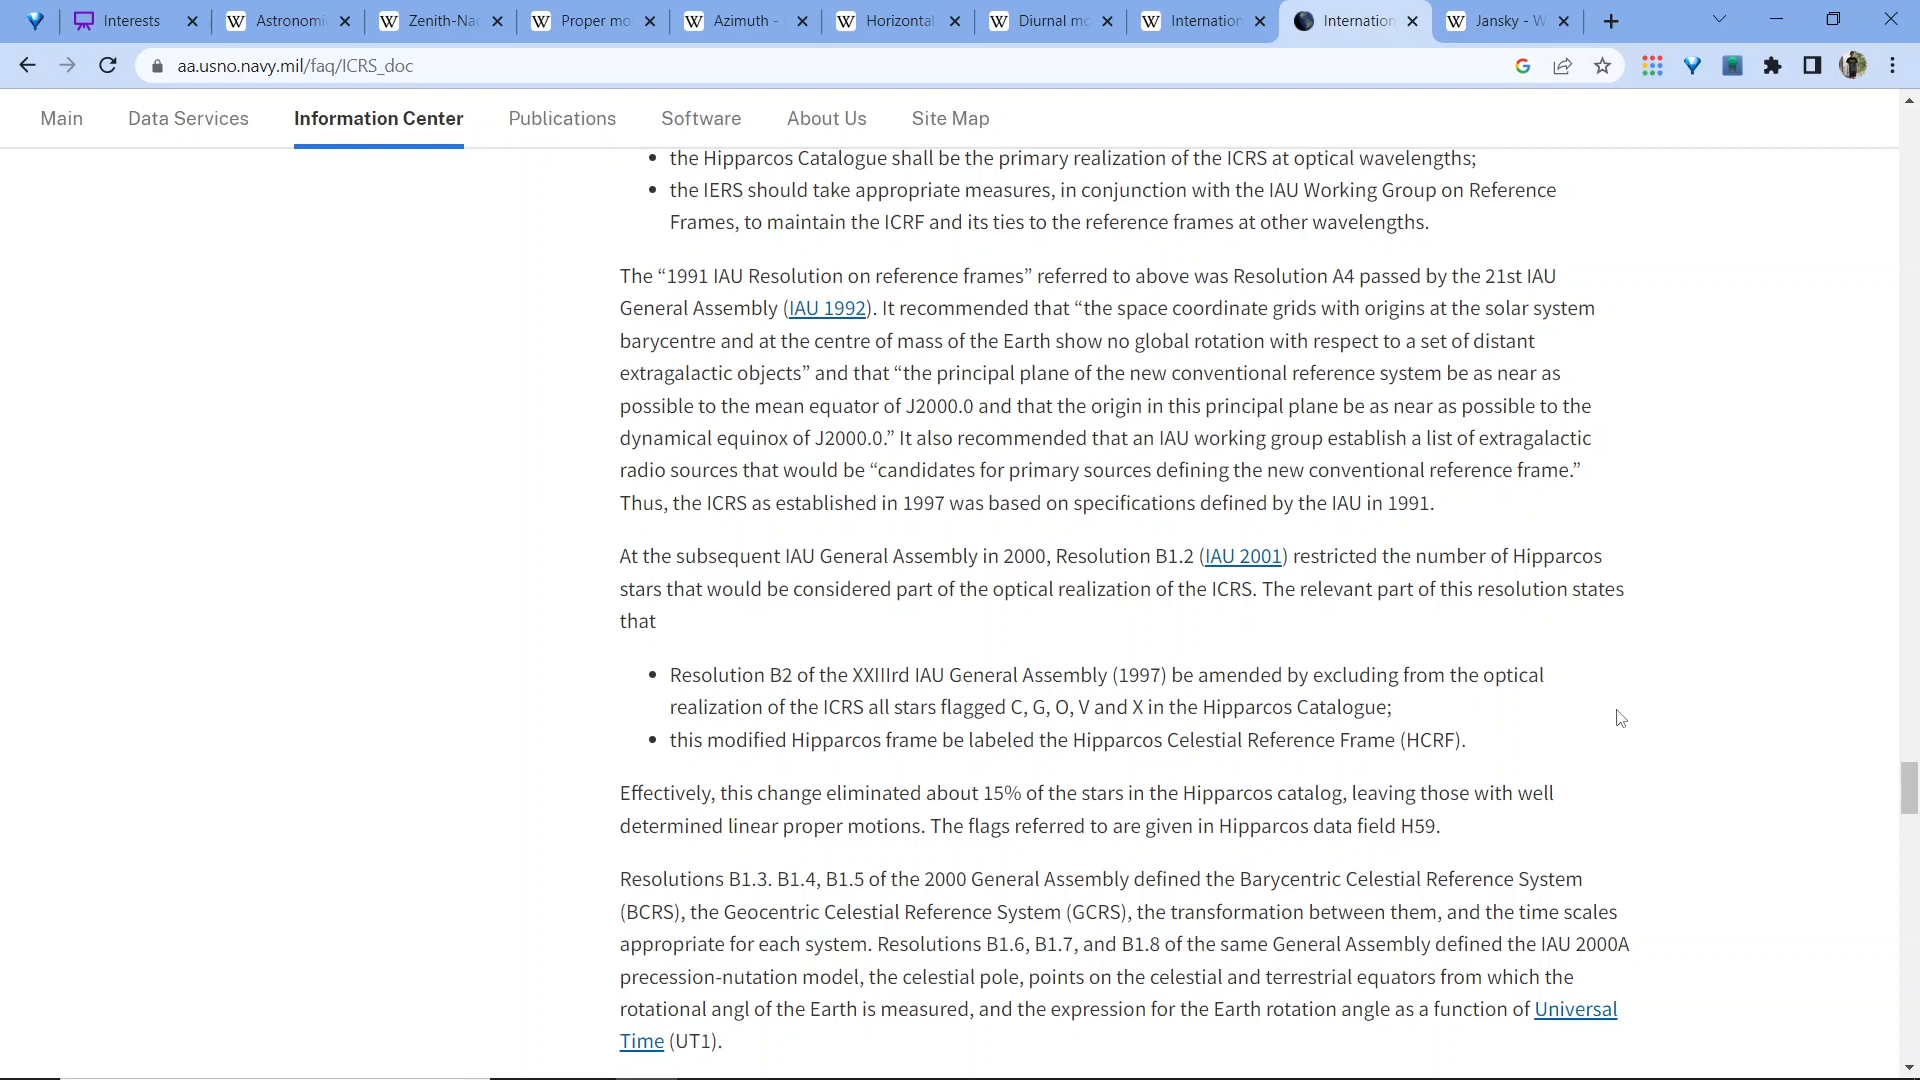 Interests
Astronomi
Zenith-Na
Proper mo
Azimuth -
Horizontal
Diurnal mo
Internation
Internation
Jansky - W
aa.usno.navy.mil/faq/ICRS_doc
Main
Data Services
Information Center
Publications
Software
About Us
Site Map
• the Hipparcos Catalogue shall be the primary realization of the ICRS at optical wavelengths;
• the IERS should take appropriate measures, in conjunction with the IAU Working Group on Reference
Frames, to maintain the ICRF and its ties to the reference frames at other wavelengths.
The “1991 IAU Resolution on reference frames” referred to above was Resolution A4 passed by the 21st IAU
General Assembly (IAU 1992). It recommended that “the space coordinate grids with origins at the solar system
barycentre and at the centre of mass of the Earth show no global rotation with respect to a set of distant
extragalactic objects” and that “the principal plane of the new conventional reference system be as near as
possible to the mean equator of J2000.0 and that the origin in this principal plane be as near as possible to the
dynamical equinox of J2000.0.” It also recommended that an IAU working group establish a list of extragalactic
radio sources that would be “candidates for primary sources defining the new conventional reference frame.”
Thus, the ICRS as established in 1997 was based on specifications defined by the IAU in 1991.
At the subsequent IAU General Assembly in 2000, Resolution B1.2 (IAU 2001) restricted the number of Hipparcos
stars that would be considered part of the optical realization of the ICRS. The relevant part of this resolution states
that
• Resolution B2 of the XXIIIrd IAU General Assembly (1997) be amended by excluding from the optical
realization of the ICRS all stars flagged C, G, O, V and X in the Hipparcos Catalogue;
• this modified Hipparcos frame be labeled the Hipparcos Celestial Reference Frame (HCRF).
Effectively, this change eliminated about 15% of the stars in the Hipparcos catalog, leaving those with well
determined linear proper motions. The flags referred to are given in Hipparcos data field H59.
Resolutions B1.3. B1.4, B1.5 of the 2000 General Assembly defined the Barycentric Celestial Reference System
(BCRS), the Geocentric Celestial Reference System (GCRS), the transformation between them, and the time scales
appropriate for each system. Resolutions B1.6, B1.7, and B1.8 of the same General Assembly defined the IAU 2000A
precession-nutation model, the celestial pole, points on the celestial and terrestrial equators from which the
rotational angl of the Earth is measured, and the expression for the Earth rotation angle as a function of Universal
Time (UT1).